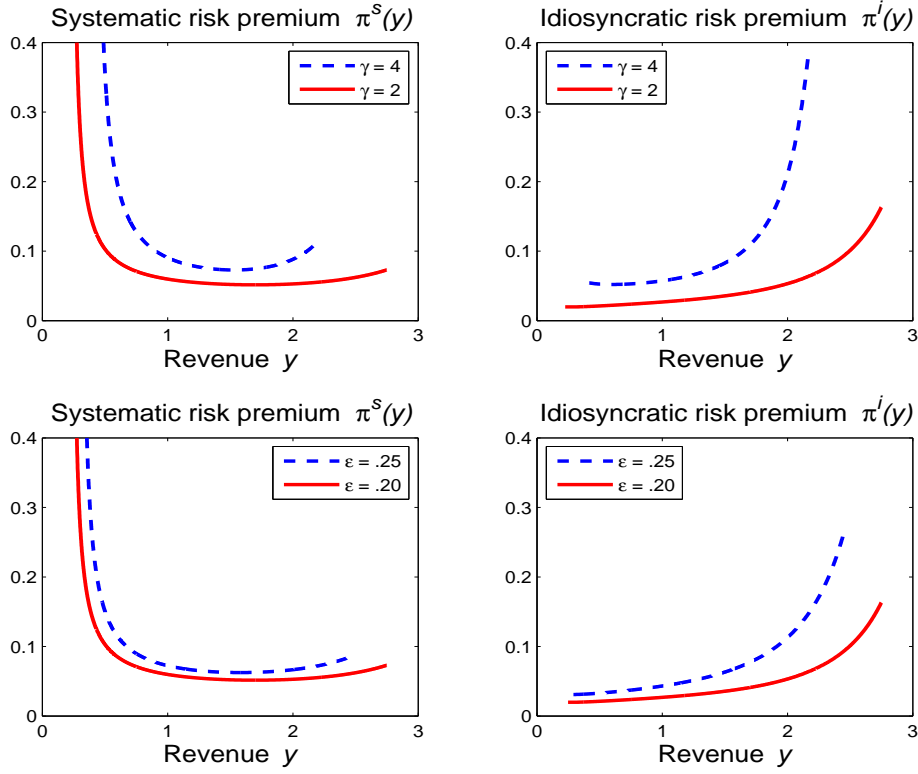 Systematic risk premium π^s(y)
0.4
0.3
0.2
0.1
0
0 1 2 3
Revenue y
γ = 4
γ = 2
Idiosyncratic risk premium π^i(y)
0.4
0.3
0.2
0.1
0
0 1 2 3
Revenue y
γ = 4
γ = 2
Systematic risk premium π^s(y)
0.4
0.3
0.2
0.1
0
0 1 2 3
Revenue y
ε = .25
ε = .20
Idiosyncratic risk premium π^i(y)
0.4
0.3
0.2
0.1
0
0 1 2 3
Revenue y
ε = .25
ε = .20